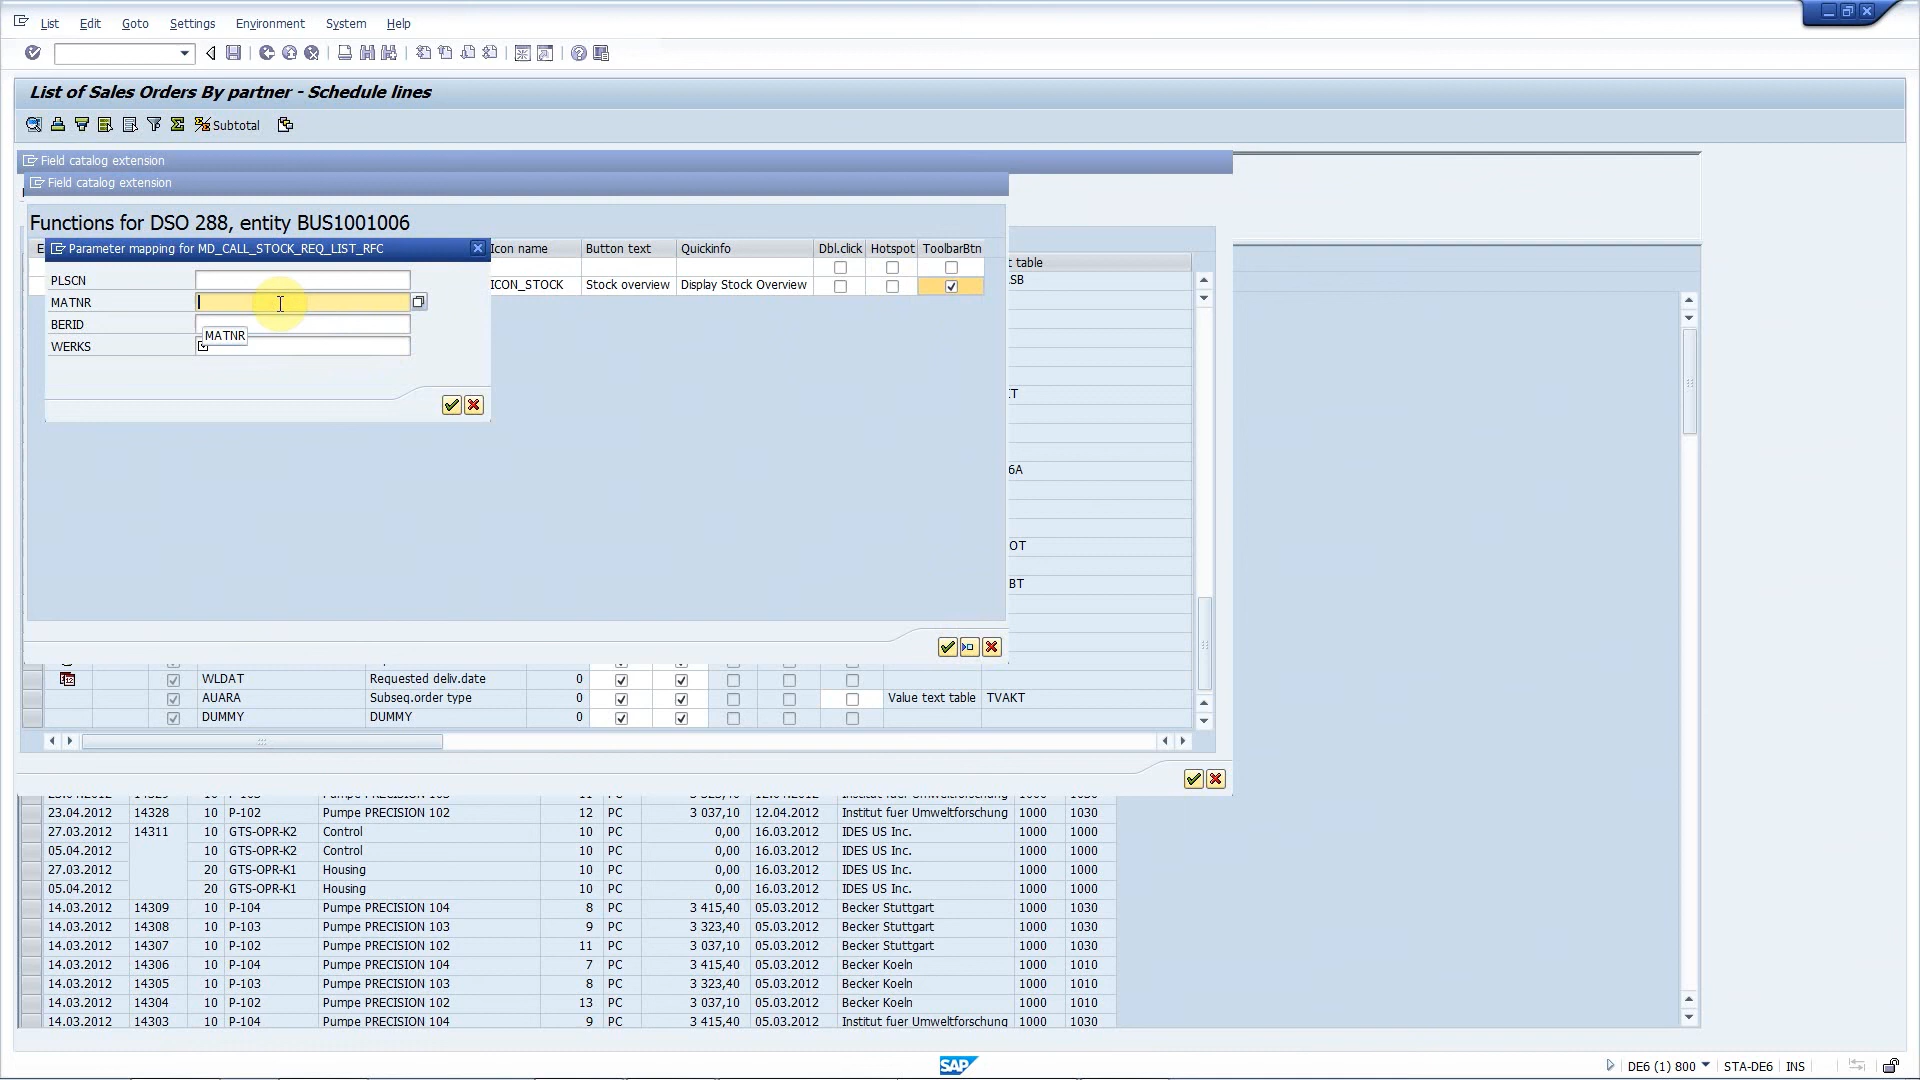 List Edit Goto Settings Environment System Help
List of Sales Orders By partner - Schedule lines
Subtotal
Field catalog extension
Field catalog extension
Functions for DSO 288, entity BUS1001006
E Icon name Button text Quickinfo Dbl.click Hotspot ToolbarBtn
ICON_STOCK Stock overview Display Stock Overview
Parameter mapping for MD_CALL_STOCK_REQ_LIST_RFC
PLSCN
MATNR
BERID
MATNR
WERKS
t table
SB
T
6A
OT
BT
WLDAT Requested deliv.date 0
AUARA Subseq.order type 0 Value text table TVAKT
DUMMY DUMMY 0
23.04.2012 14328 10 P-102 Pumpe PRECISION 102 12 PC 3 037,10 12.04.2012 Institut fuer Umweltforschung 1000 1030
27.03.2012 14311 10 GTS-OPR-K2 Control 10 PC 0,00 16.03.2012 IDES US Inc. 1000 1000
05.04.2012 10 GTS-OPR-K2 Control 10 PC 0,00 16.03.2012 IDES US Inc. 1000 1000
27.03.2012 20 GTS-OPR-K1 Housing 10 PC 0,00 16.03.2012 IDES US Inc. 1000 1000
05.04.2012 20 GTS-OPR-K1 Housing 10 PC 0,00 16.03.2012 IDES US Inc. 1000 1000
14.03.2012 14309 10 P-104 Pumpe PRECISION 104 8 PC 3 415,40 05.03.2012 Becker Stuttgart 1000 1030
14.03.2012 14308 10 P-103 Pumpe PRECISION 103 9 PC 3 323,40 05.03.2012 Becker Stuttgart 1000 1030
14.03.2012 14307 10 P-102 Pumpe PRECISION 102 11 PC 3 037,10 05.03.2012 Becker Stuttgart 1000 1030
14.03.2012 14306 10 P-104 Pumpe PRECISION 104 7 PC 3 415,40 05.03.2012 Becker Koeln 1000 1010
14.03.2012 14305 10 P-103 Pumpe PRECISION 103 8 PC 3 323,40 05.03.2012 Becker Koeln 1000 1010
14.03.2012 14304 10 P-102 Pumpe PRECISION 102 13 PC 3 037,10 05.03.2012 Becker Koeln 1000 1010
14.03.2012 14303 10 P-104 Pumpe PRECISION 104 9 PC 3 415,40 05.03.2012 Institut fuer Umweltforschung 1000 1030
SAP DE6 (1) 800 STA-DE6 INS